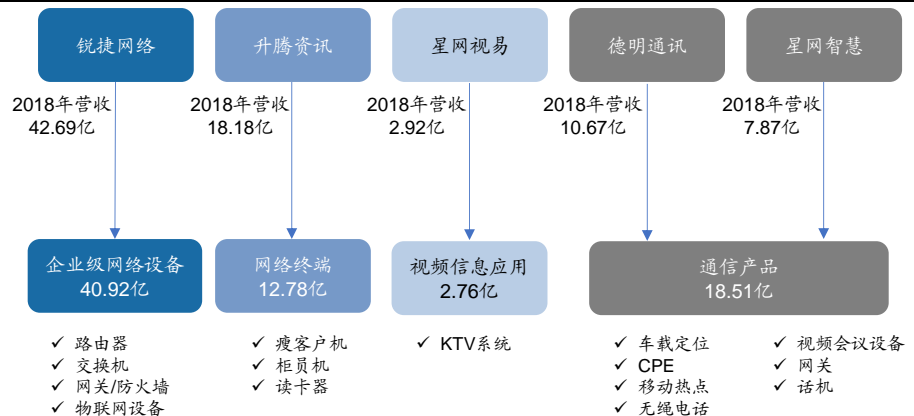 锐捷网络
升腾资讯
星网视易
德明通讯
星网智慧
2018年营收
42.69亿
2018年营收
18.18亿
2018年营收
2.92亿
2018年营收
10.67亿
2018年营收
7.87亿
企业级网络设备
40.92亿
网络终端
12.78亿
视频信息应用
2.76亿
通信产品
18.51亿
✓ 路由器
✓ 交换机
✓ 网关/防火墙
✓ 物联网设备
✓ 瘦客户机
✓ 柜员机
✓ 读卡器
✓ KTV系统
✓ 车载定位
✓ CPE
✓ 移动热点
✓ 无绳电话
✓ 视频会议设备
✓ 网关
✓ 话机